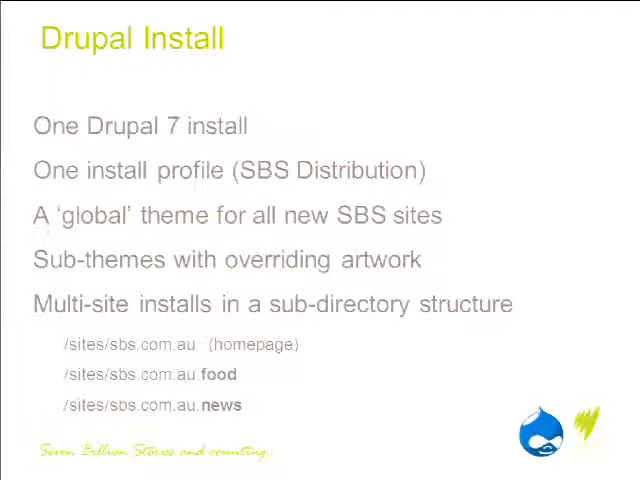 Drupal Install
One Drupal 7 install
One install profile (SBS Distribution)
A ‘global’ theme for all new SBS sites
Sub-themes with overriding artwork
Multi-site installs in a sub-directory structure
/sites/sbs.com.au (homepage)
/sites/sbs.com.au.food
/sites/sbs.com.au.news
Seven Billion Stories and counting...